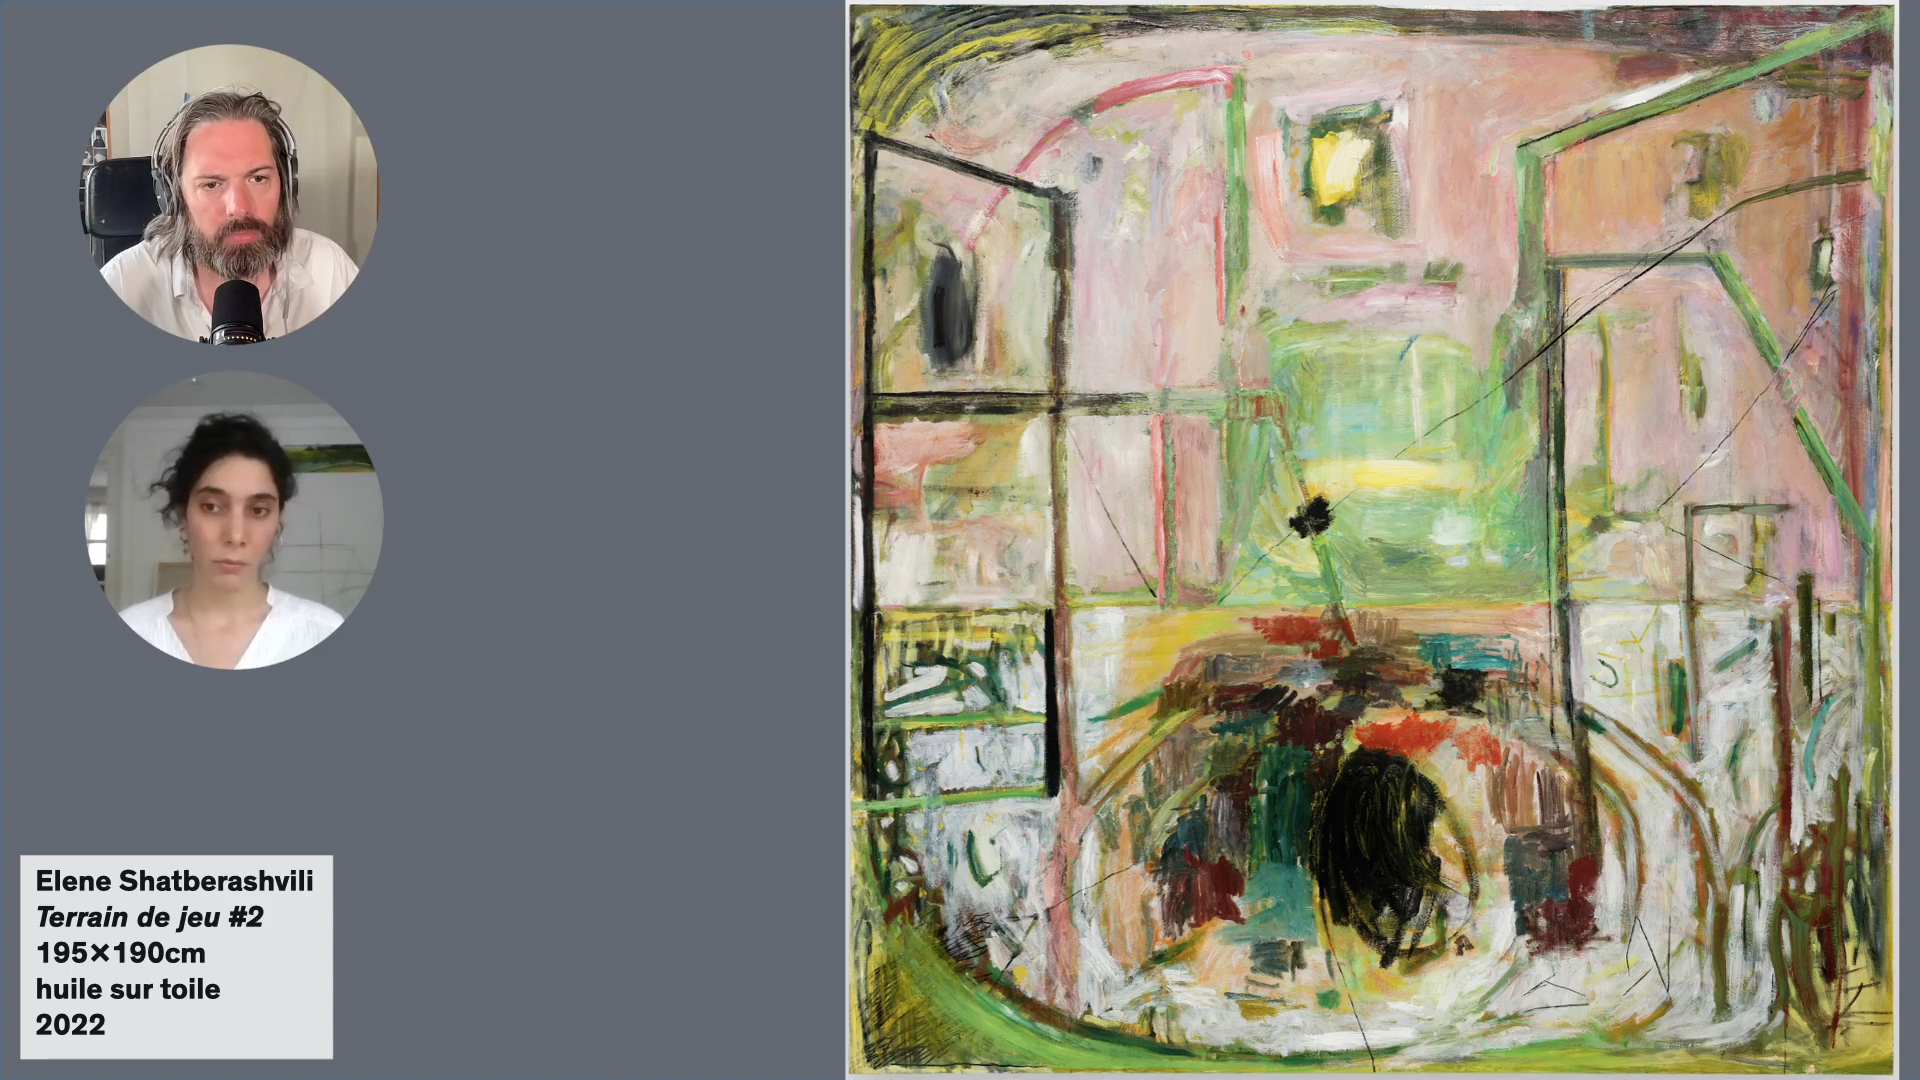 Elene Shatberashvili
Terrain de jeu #2
195×190cm
huile sur toile
2022